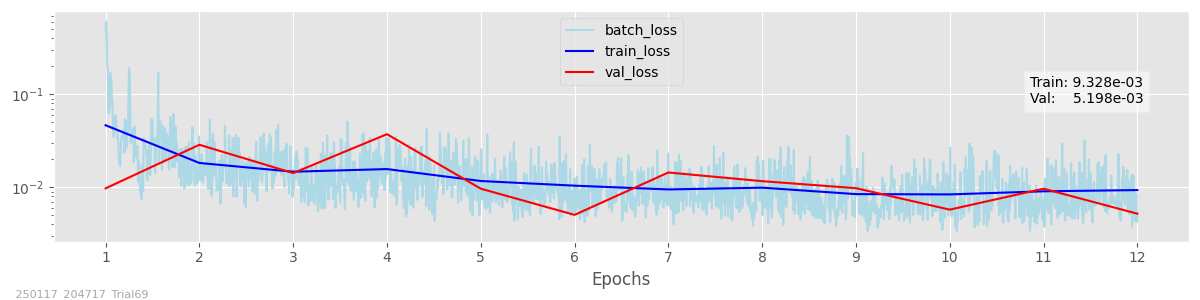 batch_loss
train_loss
val_loss
Train: 9.328e-03
Val: 5.198e-03
10⁻¹
10⁻²
1 2 3 4 5 6 7 8 9 10 11 12
Epochs
250117_204717_Trial69